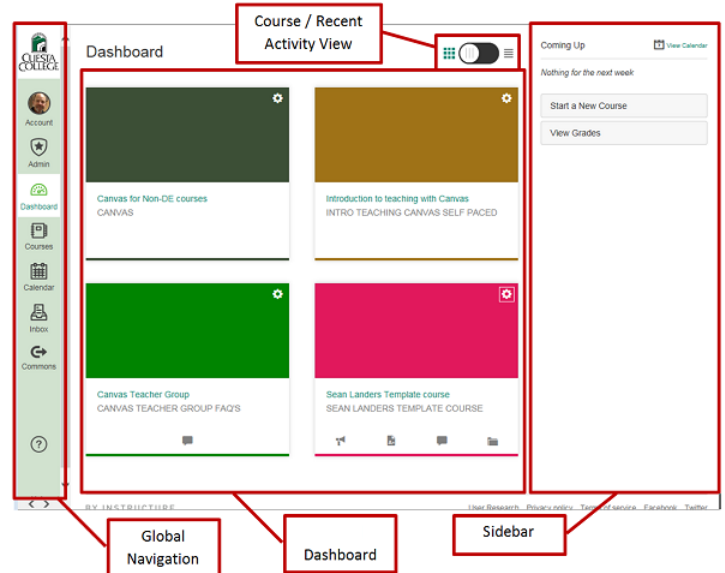 Course / Recent
Activity View
CUESTA
COLLEGE
Dashboard
Coming Up
View Calendar
Nothing for the next week
Start a New Course
View Grades
Account
Admin
Dashboard
Courses
Calendar
Inbox
Commons
Canvas for Non-DE courses
CANVAS
Introduction to teaching with Canvas
INTRO TEACHING CANVAS SELF PACED
Canvas Teacher Group
CANVAS TEACHER GROUP FAQ'S
Sean Landers Template course
SEAN LANDERS TEMPLATE COURSE
?
BY INSTRUCTURE
User Research Privacy policy Terms of service Facebook Twitter
Global
Navigation
Dashboard
Sidebar